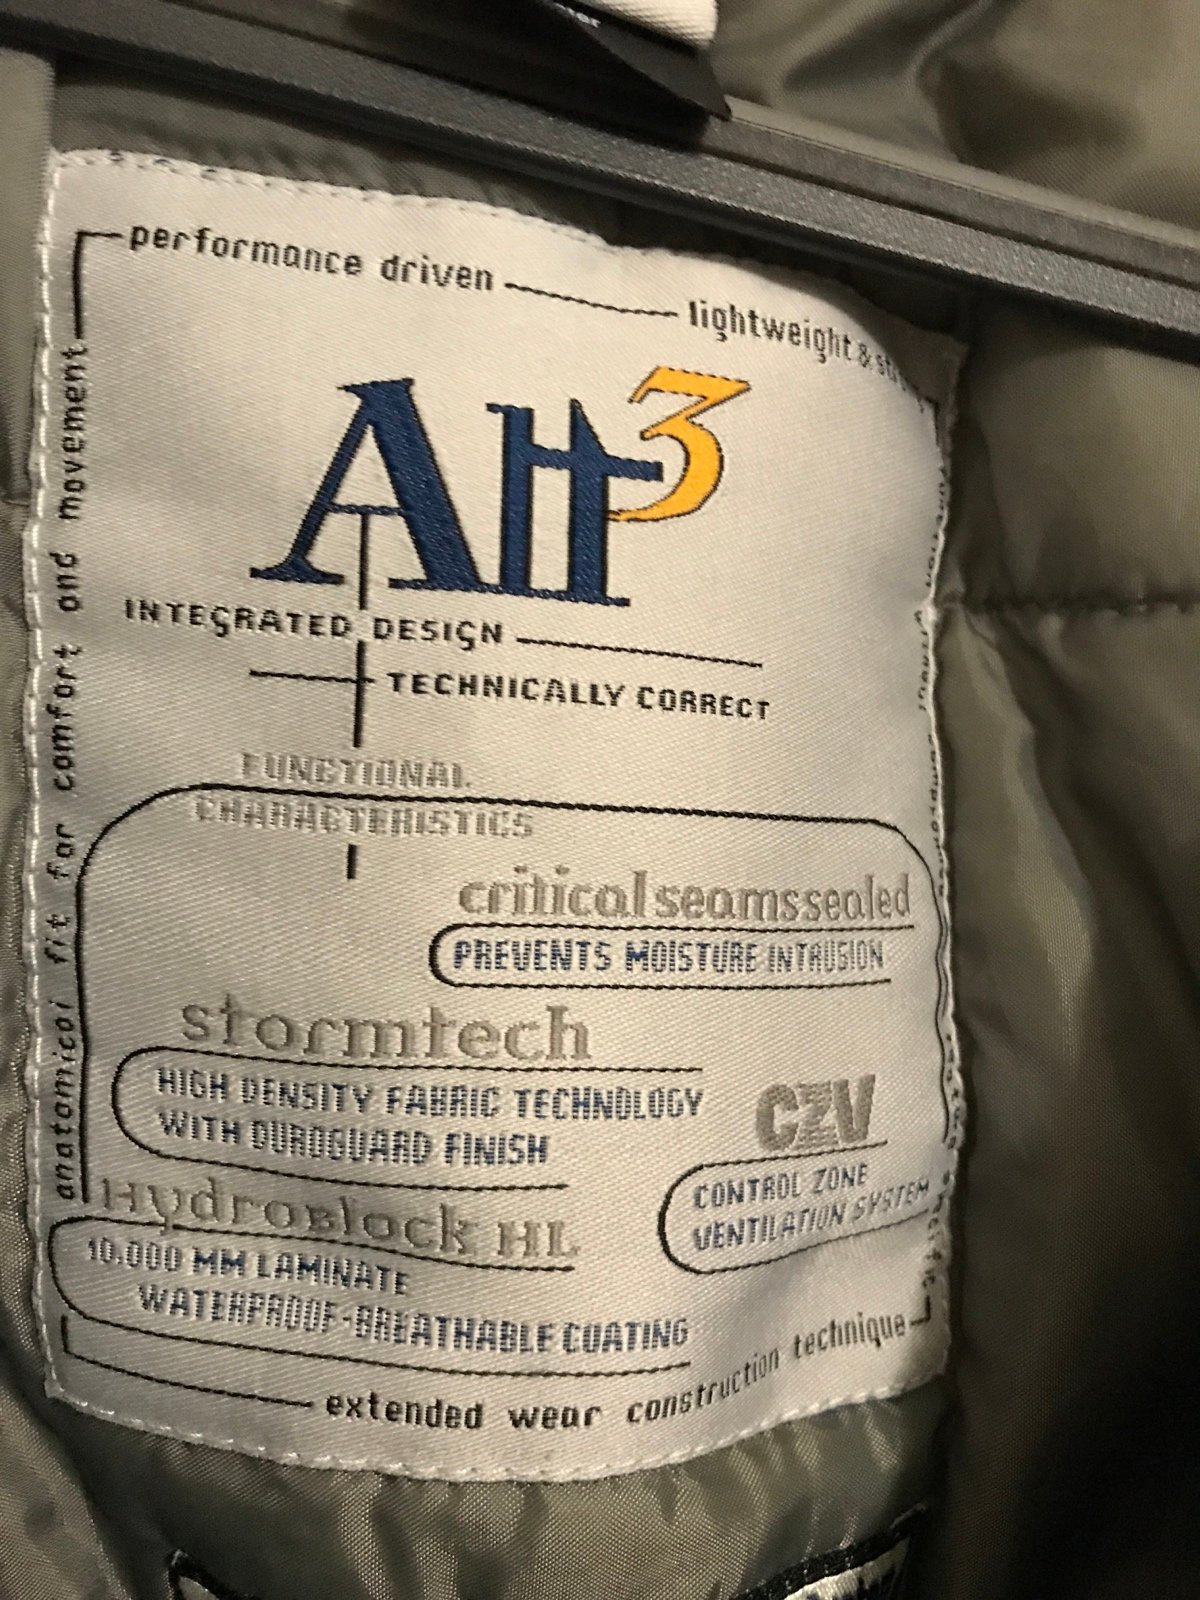 performance driven
lightweight &
Alt3
INTEGRATED DESIGN
TECHNICALLY CORRECT
FUNCTIONAL
CHARACTERISTICS
critical seams sealed
PREVENTS MOISTURE INTRUSION
stormtech
HIGH DENSITY FABRIC TECHNOLOGY
WITH DUROGUARD FINISH
CZV
CONTROL ZONE
VENTILATION SYSTEM
HydroBlock HL
10.000 MM LAMINATE
WATERPROOF-BREATHABLE COATING
extended wear construction technique
anatomical fit for comfort and movement